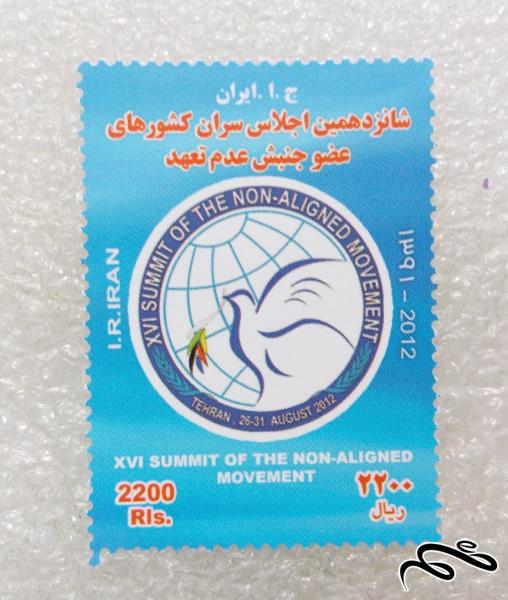 ج.ا.ایران
شانزدهمین اجلاس سران کشورهای
عضو جنبش عدم تعهد
XVI SUMMIT OF THE NON-ALIGNED MOVEMENT
TEHRAN, 26-31 AUGUST 2012
I.R.IRAN
۱۳۹۱ - 2012
XVI SUMMIT OF THE NON-ALIGNED
MOVEMENT
2200
Rls.
۲۲۰۰
ریال